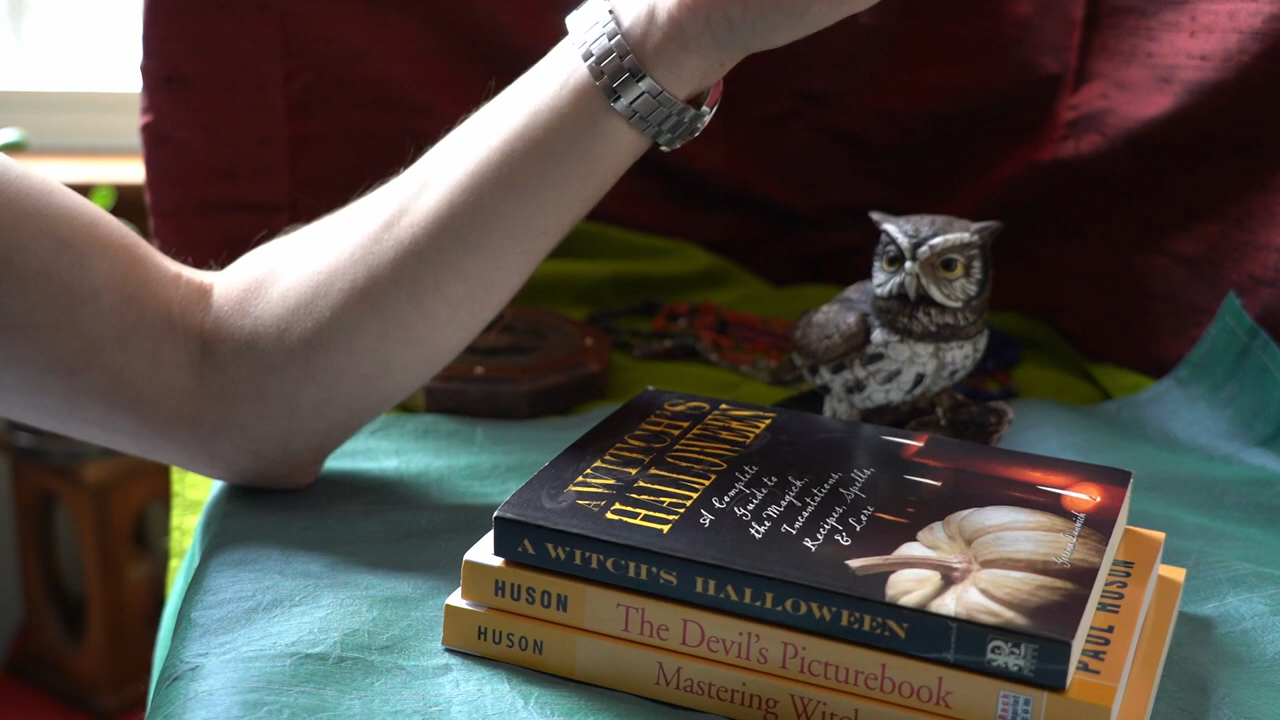 A WITCH'S
HALLOWEEN
A Complete
Guide to
the Magick,
Incantations,
Recipes, Spells,
& Lore
A WITCH'S HALLOWEEN
HUSON The Devil's Picturebook
PAUL HUSON
HUSON Mastering